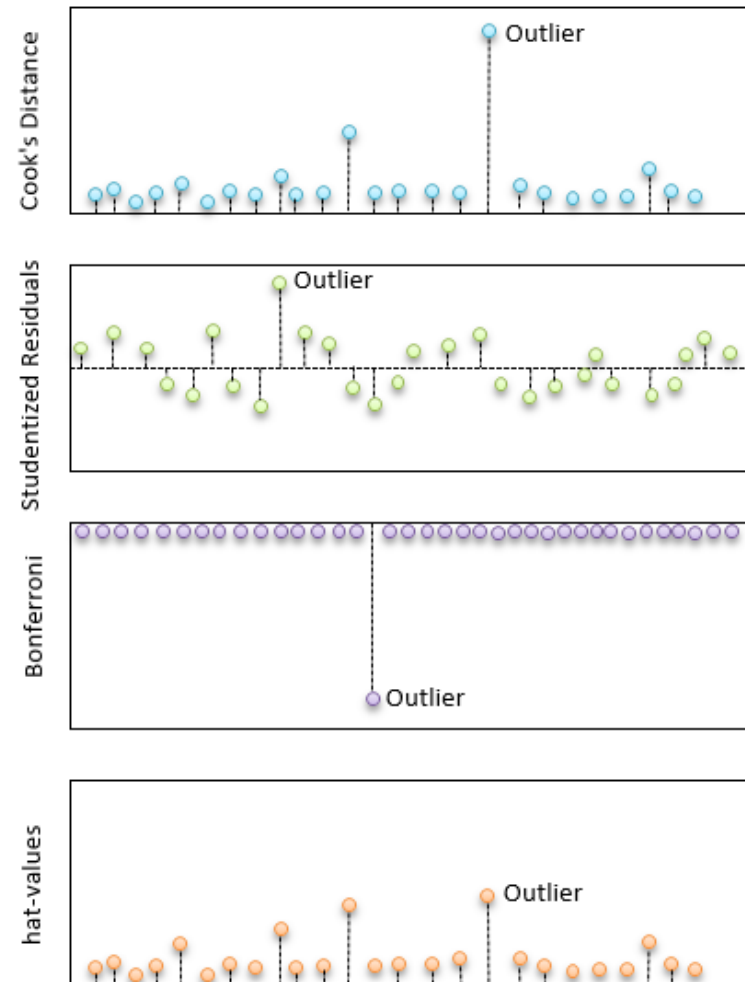 Cook's Distance
Outlier
Studentized Residuals
Outlier
Bonferroni
Outlier
hat-values
Outlier